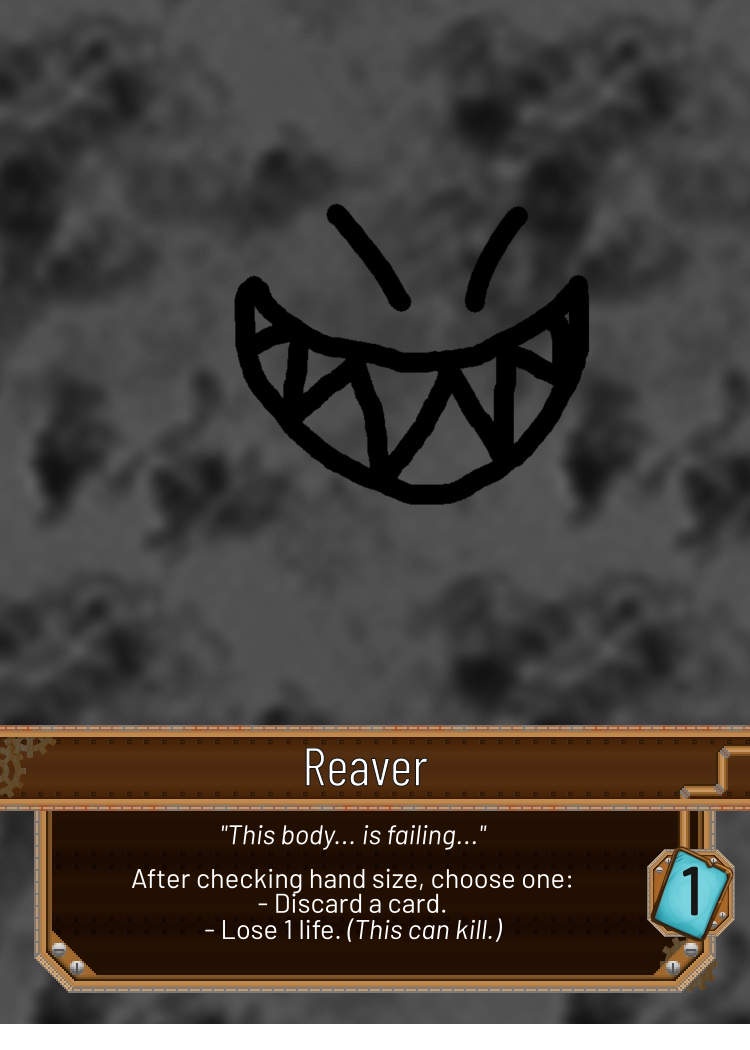 Reaver
"This body... is failing..."
After checking hand size, choose one:
- Discard a card.
- Lose 1 life. (This can kill.)
1